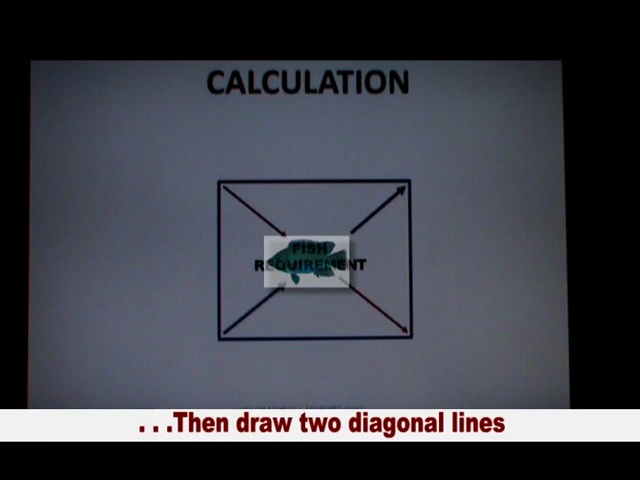 CALCULATION
FISH
REQUIREMENT
. . .Then draw two diagonal lines